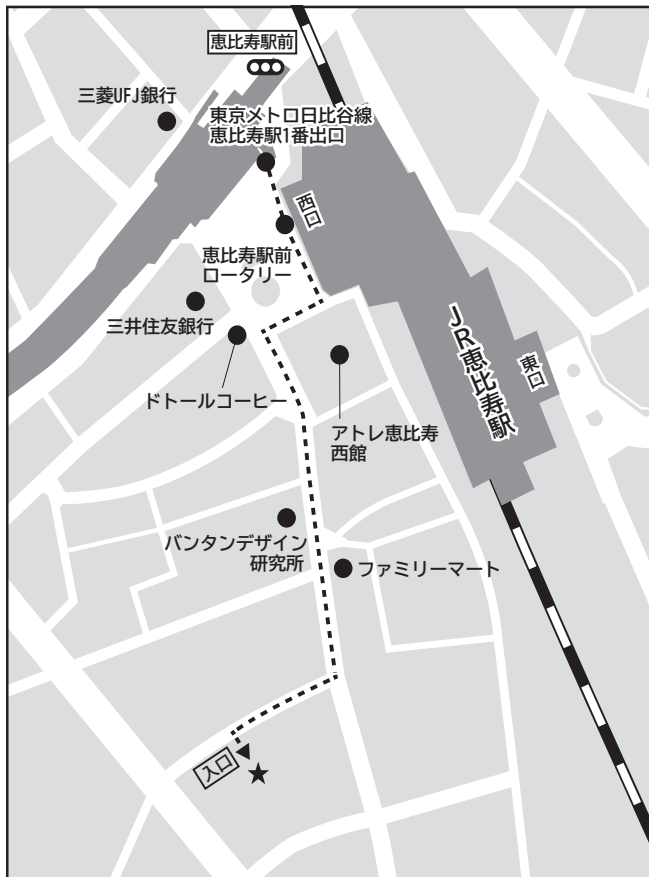 恵比寿駅前
三菱UFJ銀行
東京メトロ日比谷線
恵比寿駅1番出口
西口
恵比寿駅前
ロータリー
三井住友銀行
ドトールコーヒー
アトレ恵比寿
西館
JR恵比寿駅
東口
バンタンデザイン
研究所
ファミリーマート
入口